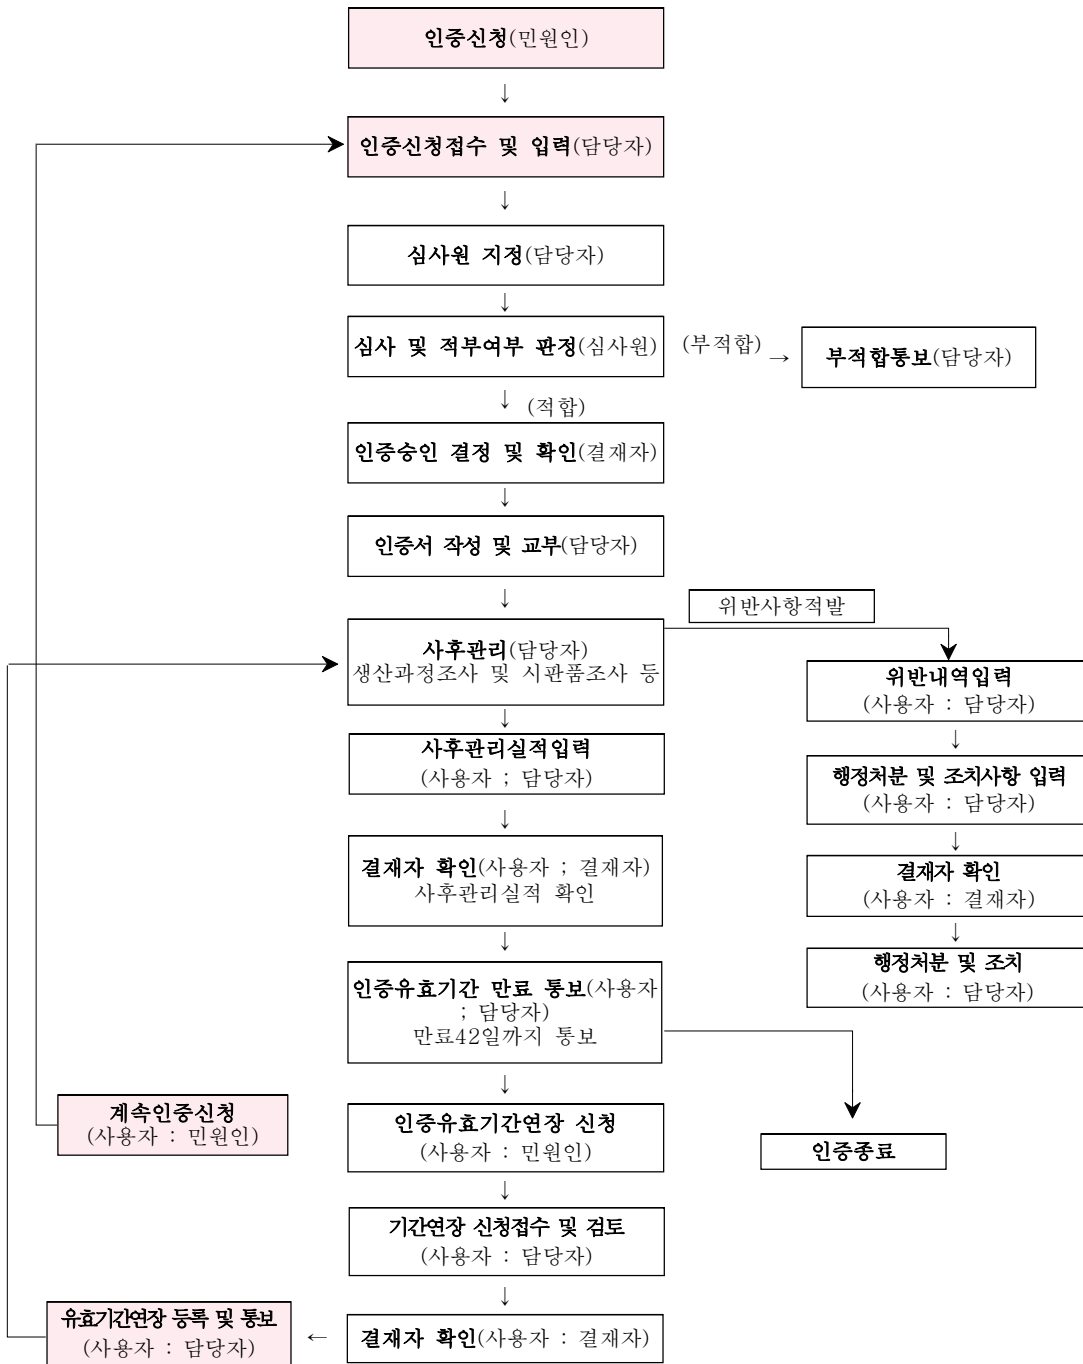 인증신청(민원인)
↓
인증신청접수 및 입력(담당자)
↓
심사원 지정(담당자)
↓
심사 및 적부여부 판정(심사원)
(부적합)
→
부적합통보(담당자)
↓ (적합)
인증승인 결정 및 확인(결재자)
↓
인증서 작성 및 교부(담당자)
↓
위반사항적발
사후관리(담당자)
생산과정조사 및 시판품조사 등
↓
사후관리실적입력
(사용자 ; 담당자)
↓
결재자 확인(사용자 ; 결재자)
사후관리실적 확인
↓
인증유효기간 만료 통보(사용자
; 담당자)
만료42일까지 통보
↓
위반내역입력
(사용자 : 담당자)
↓
행정처분 및 조치사항 입력
(사용자 : 담당자)
↓
결재자 확인
(사용자 : 결재자)
↓
행정처분 및 조치
(사용자 : 담당자)
계속인증신청
(사용자 : 민원인)
인증유효기간연장 신청
(사용자 : 민원인)
인증종료
↓
기간연장 신청접수 및 검토
(사용자 : 담당자)
↓
결재자 확인(사용자 : 결재자)
←
유효기간연장 등록 및 통보
(사용자 : 담당자)